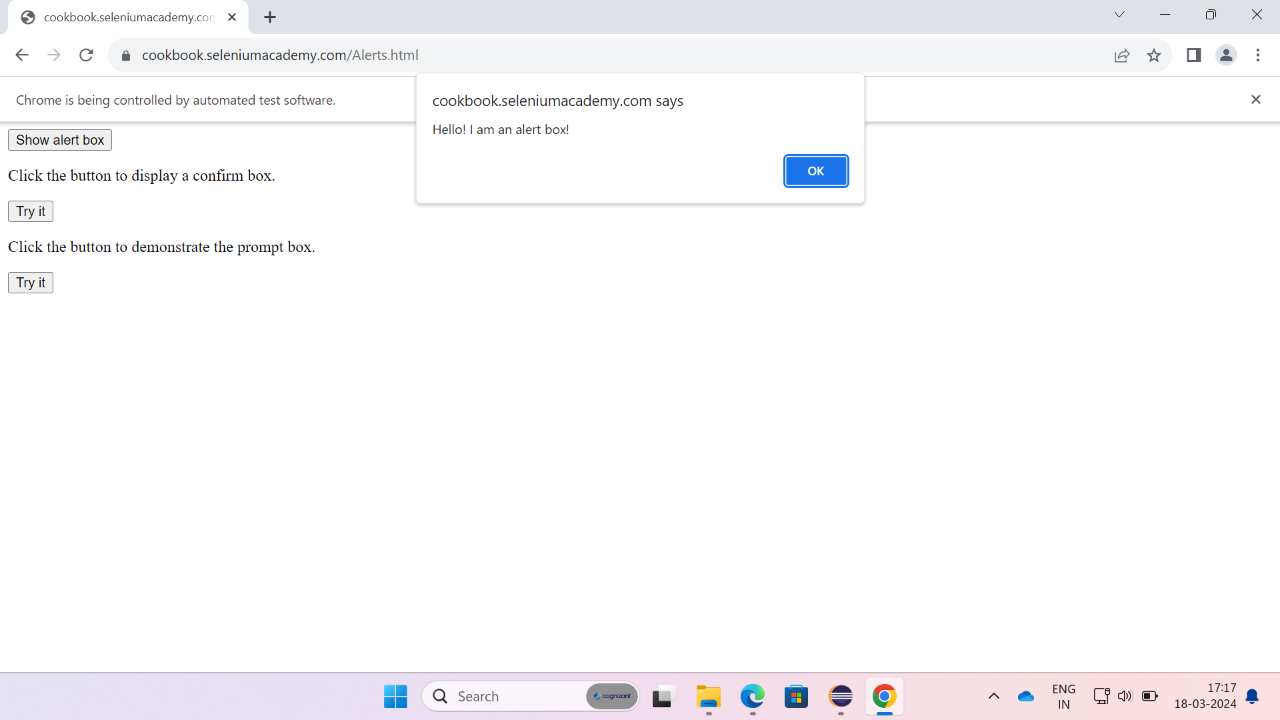 cookbook.seleniumacademy.com
cookbook.seleniumacademy.com/Alerts.html
Chrome is being controlled by automated test software.
cookbook.seleniumacademy.com says
Hello! I am an alert box!
OK
Show alert box
Click the button to display a confirm box.
Try it
Click the button to demonstrate the prompt box.
Try it
Search
cognizant
ENG
IN
17:17
18-03-2024